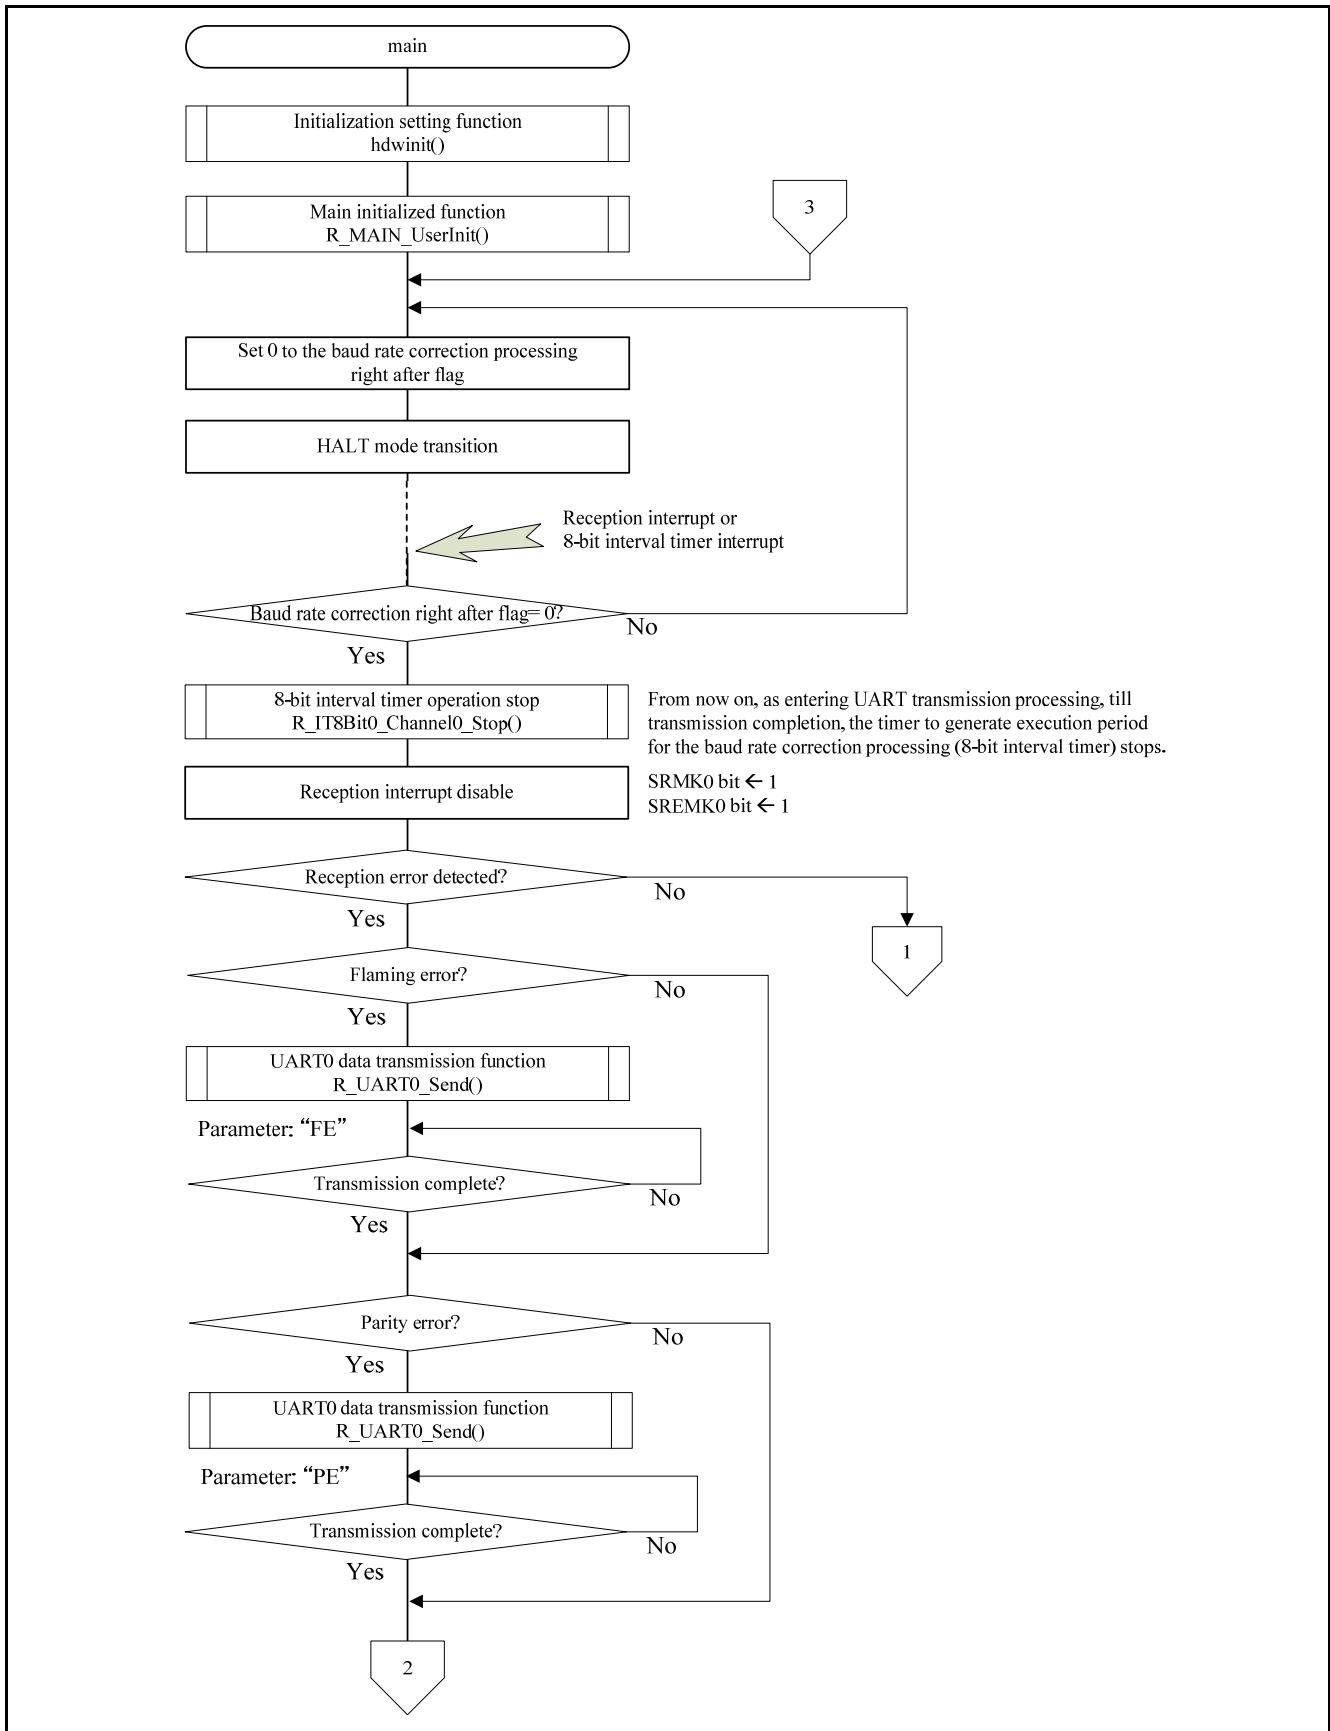 main
Initialization setting function
hdwinit()
Main initialized function
R_MAIN_UserInit()
3
Set 0 to the baud rate correction processing
right after flag
HALT mode transition
Reception interrupt or
8-bit interval timer interrupt
Baud rate correction right after flag= 0?
No
Yes
8-bit interval timer operation stop
R_IT8Bit0_Channel0_Stop()
From now on, as entering UART transmission processing, till
transmission completion, the timer to generate execution period
for the baud rate correction processing (8-bit interval timer) stops.
Reception interrupt disable
SRMK0 bit ← 1
SREMK0 bit ← 1
Reception error detected?
No
Yes
1
Flaming error?
No
Yes
UART0 data transmission function
R_UART0_Send()
Parameter: “FE”
Transmission complete?
No
Yes
Parity error?
No
Yes
UART0 data transmission function
R_UART0_Send()
Parameter: “PE”
Transmission complete?
No
Yes
2